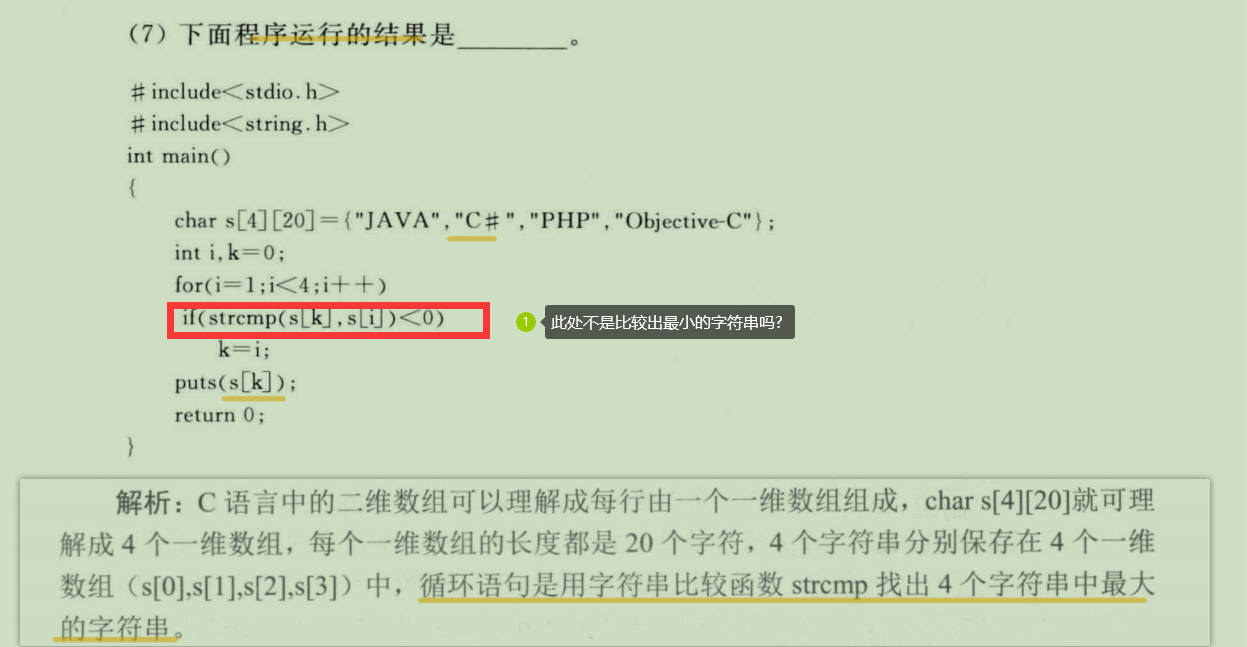 （7）下面程序运行的结果是________。
#include<stdio.h>
#include<string.h>
int main()
{
char s[4][20]={"JAVA","C#","PHP","Objective-C"};
int i,k=0;
for(i=1;i<4;i++)
if(strcmp(s[k],s[i])<0)
1 此处不是比较出最小的字符串吗？
k=i;
puts(s[k]);
return 0;
}
解析：C 语言中的二维数组可以理解成每行由一个一维数组组成，char s[4][20]就可理
解成 4 个一维数组，每个一维数组的长度都是 20 个字符，4 个字符串分别保存在 4 个一维
数组（s[0],s[1],s[2],s[3]）中，循环语句是用字符串比较函数 strcmp 找出 4 个字符串中最大
的字符串。